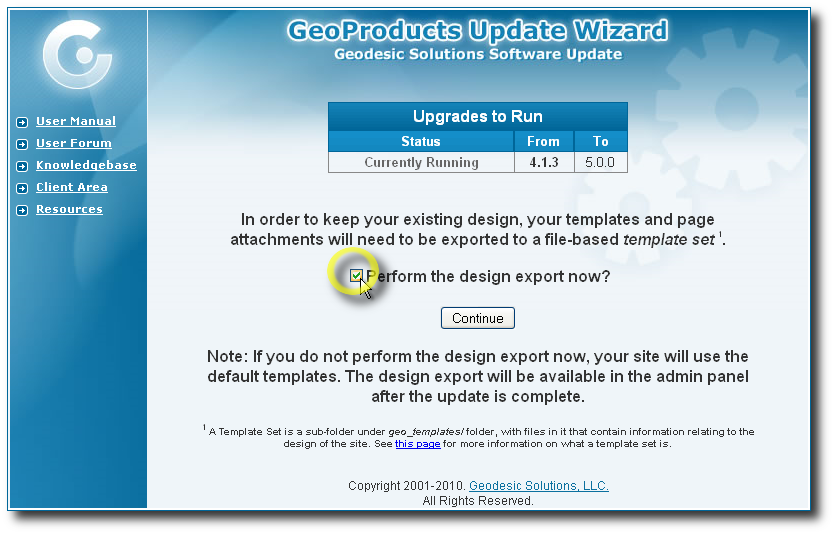 GeoProducts Update Wizard
Geodesic Solutions Software Update
User Manual
User Forum
Knowledgebase
Client Area
Resources
Upgrades to Run
Status From To
Currently Running 4.1.3 5.0.0
In order to keep your existing design, your templates and page
attachments will need to be exported to a file-based template set 1.
Perform the design export now?
Continue
Note: If you do not perform the design export now, your site will use the
default templates. The design export will be available in the admin panel
after the update is complete.
1 A Template Set is a sub-folder under geo_templates/ folder, with files in it that contain information relating to the
design of the site. See this page for more information on what a template set is.
Copyright 2001-2010. Geodesic Solutions, LLC.
All Rights Reserved.